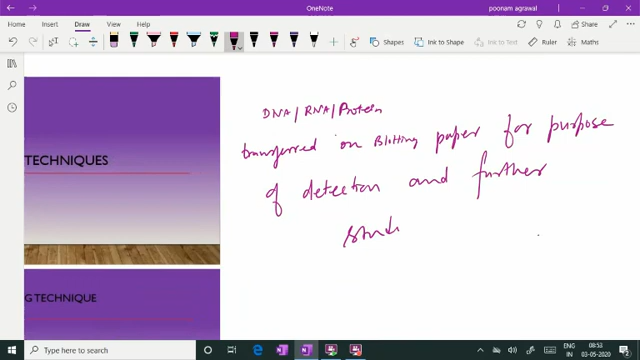 OneNote
poonam agrawal
Home Insert Draw View Help
Share
Shapes
Ink to Shape
Ink to Text
Ruler
Maths
TECHNIQUES
G TECHNIQUE
DNA/RNA/Protein
transferred on Blotting paper for purpose
of detection and further
stud
Type here to search
ENG
IN
08:53
03-05-2020